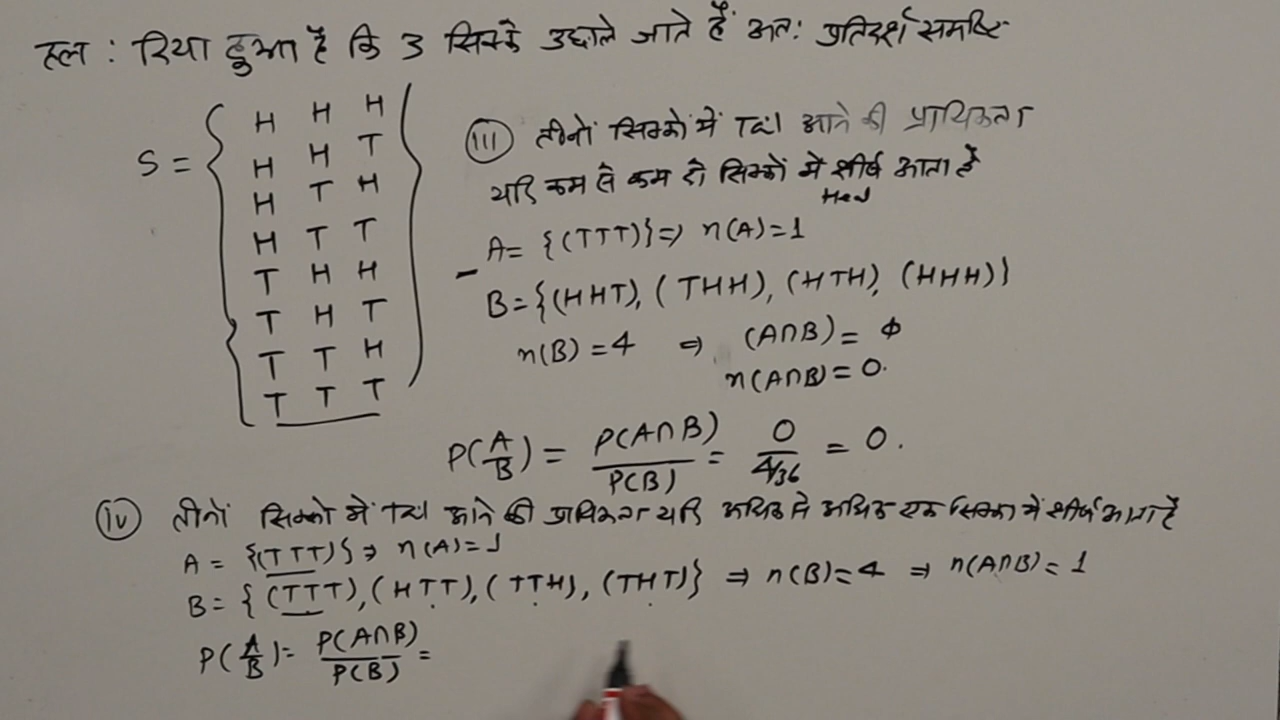 हल : दिया हुआ है कि 3 सिक्के उछाले जाते हैं अत: प्रतिदर्श समष्टि
S = {
H H H
H H T
H T H
H T T
T H H
T H T
T T H
T T T
}
(iii) तीनों सिक्कों में Tail आने की प्रायिकता
यदि कम से कम दो सिक्कों में शीर्ष आता है
Head
A= {(TTT)} ⇒ n(A)=1
B={(HHT), (THH), (HTH), (HHH)}
n(B)=4 ⇒ (A∩B)= ϕ
n(A∩B)=0.
P(A/B) = P(A∩B)/P(B) = 0/4/36 = 0.
(iv) तीनों सिक्कों में Tail आने की प्रायिकता यदि अधिक से अधिक एक सिक्का में शीर्ष आता है
A = {(TTT)} ⇒ n(A)=1
B= {(TTT), (HTT), (TTH), (THT)} ⇒ n(B)=4 ⇒ n(A∩B)=1
P(A/B)= P(A∩B)/P(B) =